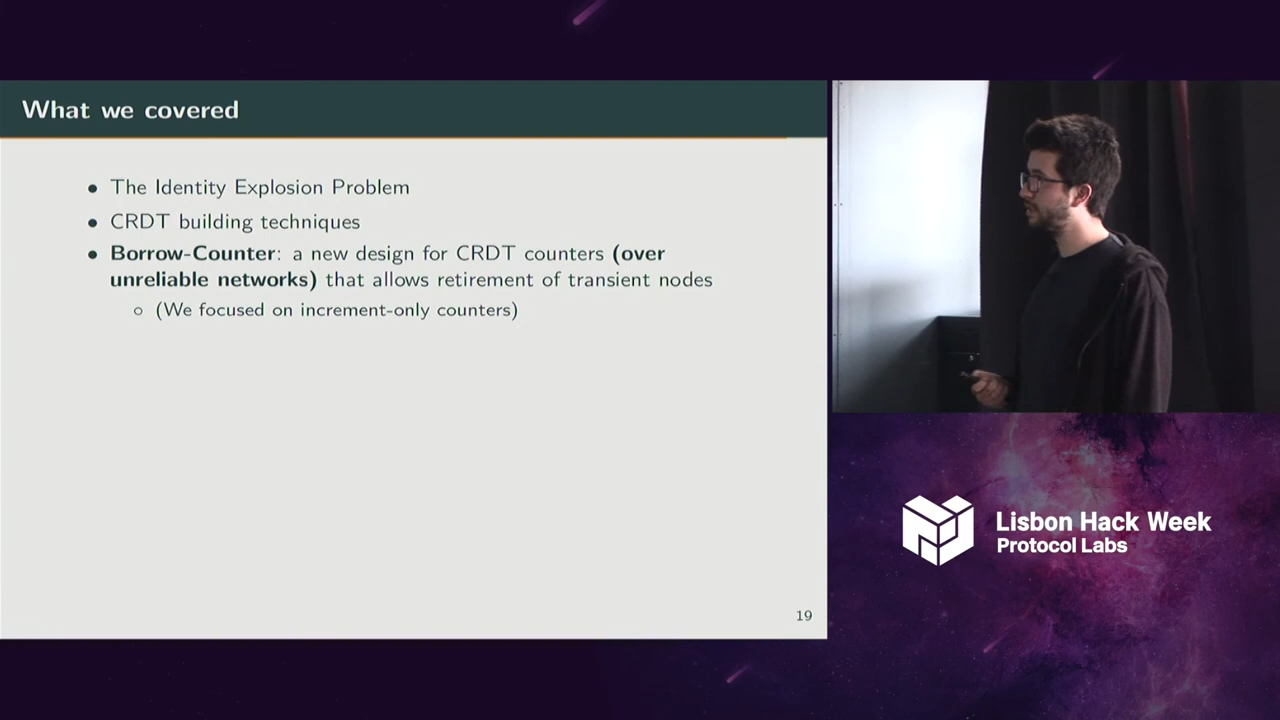 What we covered
• The Identity Explosion Problem
• CRDT building techniques
• Borrow-Counter: a new design for CRDT counters (over
unreliable networks) that allows retirement of transient nodes
◦ (We focused on increment-only counters)
19
Lisbon Hack Week
Protocol Labs